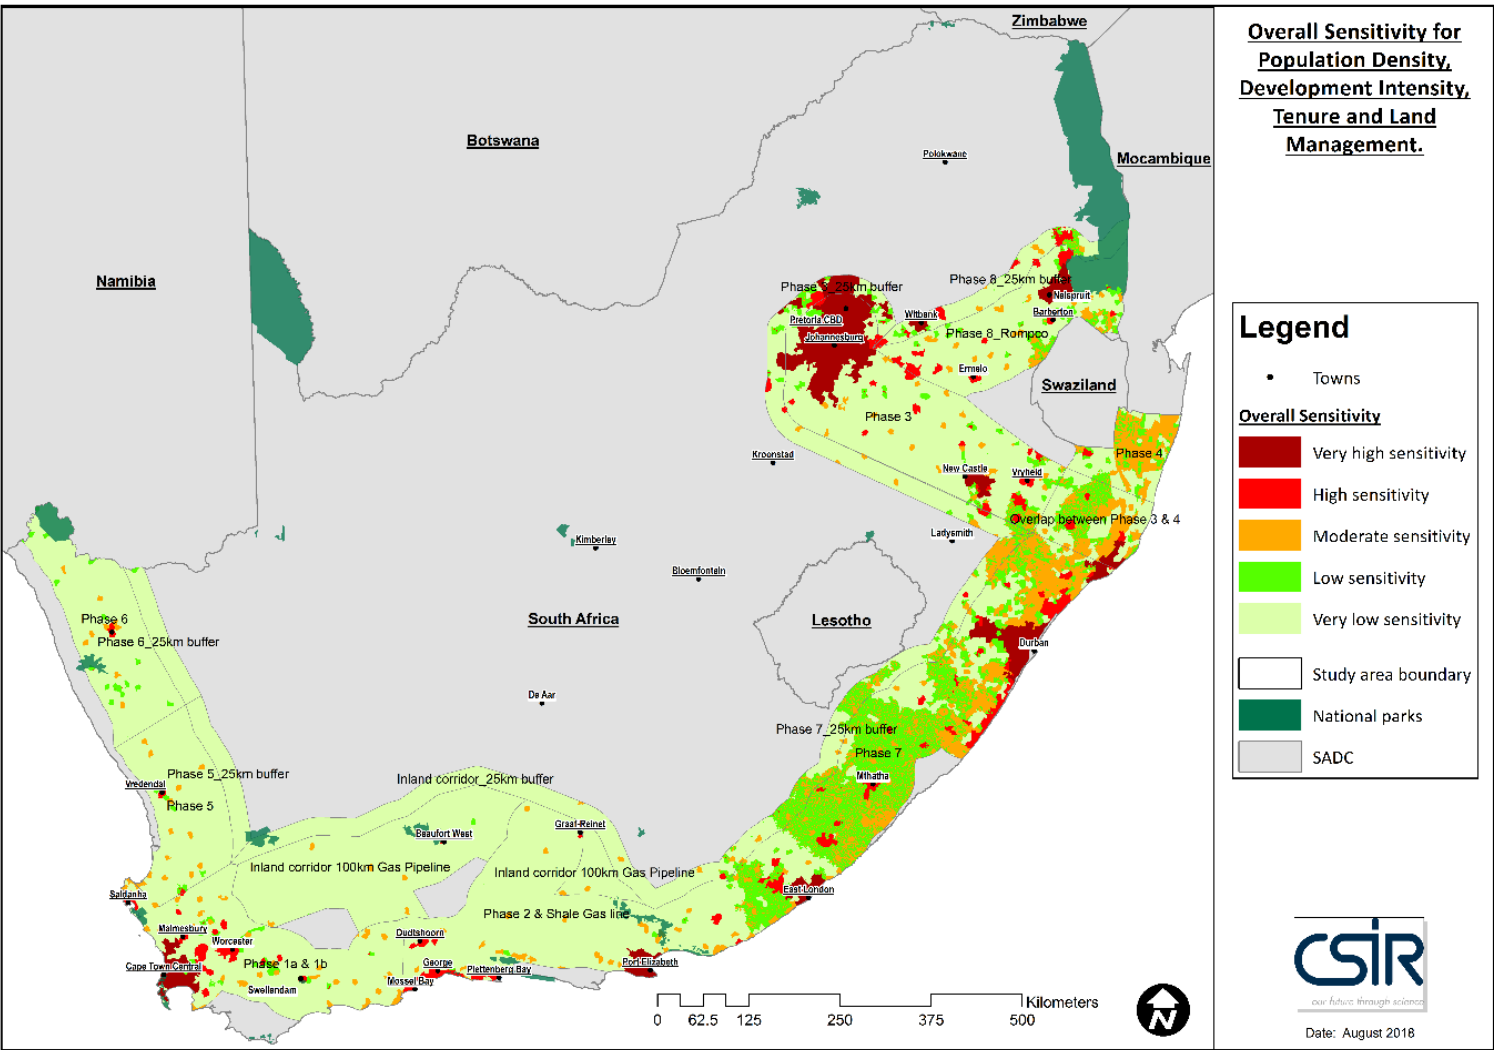 Zimbabwe
Botswana
Polokwane
Mocambique
Namibia
Phase 8_25km buffer
Phase 3_25km buffer
Nelspruit
Witbank
Barberton
Pretoria CBD
Phase 8_Rompco
Johannesburg
Ermelo
Swaziland
Phase 3
Kroonstad
Phase 4
New Castle
Vryheid
Overlap between Phase 3 & 4
Ladysmith
Kimberley
Bloemfontein
Phase 6
South Africa
Lesotho
Phase 6_25km buffer
Durban
De Aar
Phase 7_25km buffer
Phase 7
Phase 5_25km buffer
Inland corridor_25km buffer
Mthatha
Vredendal
Phase 5
Graaf-Reinet
Beaufort West
Inland corridor 100km Gas Pipeline
Inland corridor 100km Gas Pipeline
East-London
Saldanha
Phase 2 & Shale Gas line
Malmesbury
Dudtshoorn
Worcester
Cape Town Central
Phase 1a & 1b
George
Plettenberg Bay
Port-Elizabeth
Mossel Bay
Swellendam
Kilometers
0 62.5 125 250 375 500
N
Overall Sensitivity for
Population Density,
Development Intensity,
Tenure and Land
Management.
Legend
Towns
Overall Sensitivity
Very high sensitivity
High sensitivity
Moderate sensitivity
Low sensitivity
Very low sensitivity
Study area boundary
National parks
SADC
CSIR
our future through science
Date: August 2018